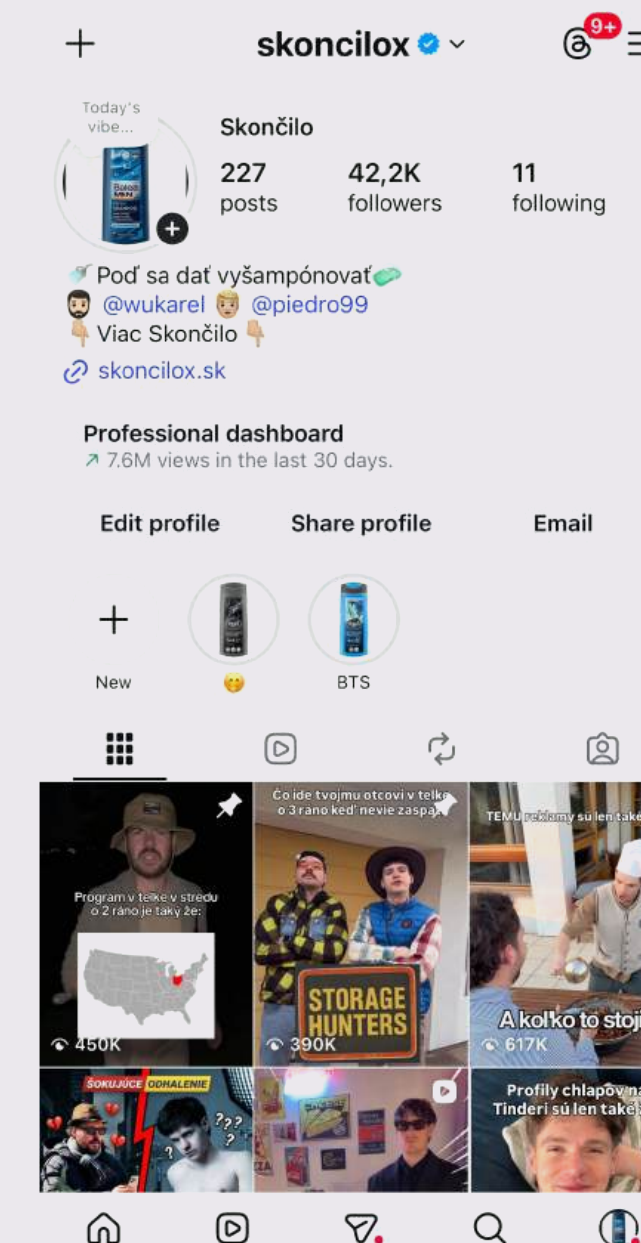 skoncilox
9+
Today's
vibe...
Skončilo
227
posts
42,2K
followers
11
following
Balea
MEN
🚿 Poď sa dať vyšampónovať🧼
🧔🏻 @wukarel 👨🏼 @piedro99
👇🏼 Viac Skončilo 👇🏼
skoncilox.sk
Professional dashboard
7.6M views in the last 30 days.
Edit profile
Share profile
Email
New
🤭
BTS
Program v telke v stredu
o 2 ráno je taký že:
450K
Čo ide tvojmu otcovi v telke
o 3 ráno keď nevie zaspa
STORAGE
HUNTERS
390K
TEMU reklamy sú len také
A koľko to stojí
617K
ŠOKUJÚCE ODHALENIE
???
?
?
Profily chlapov na
Tinderi sú len také